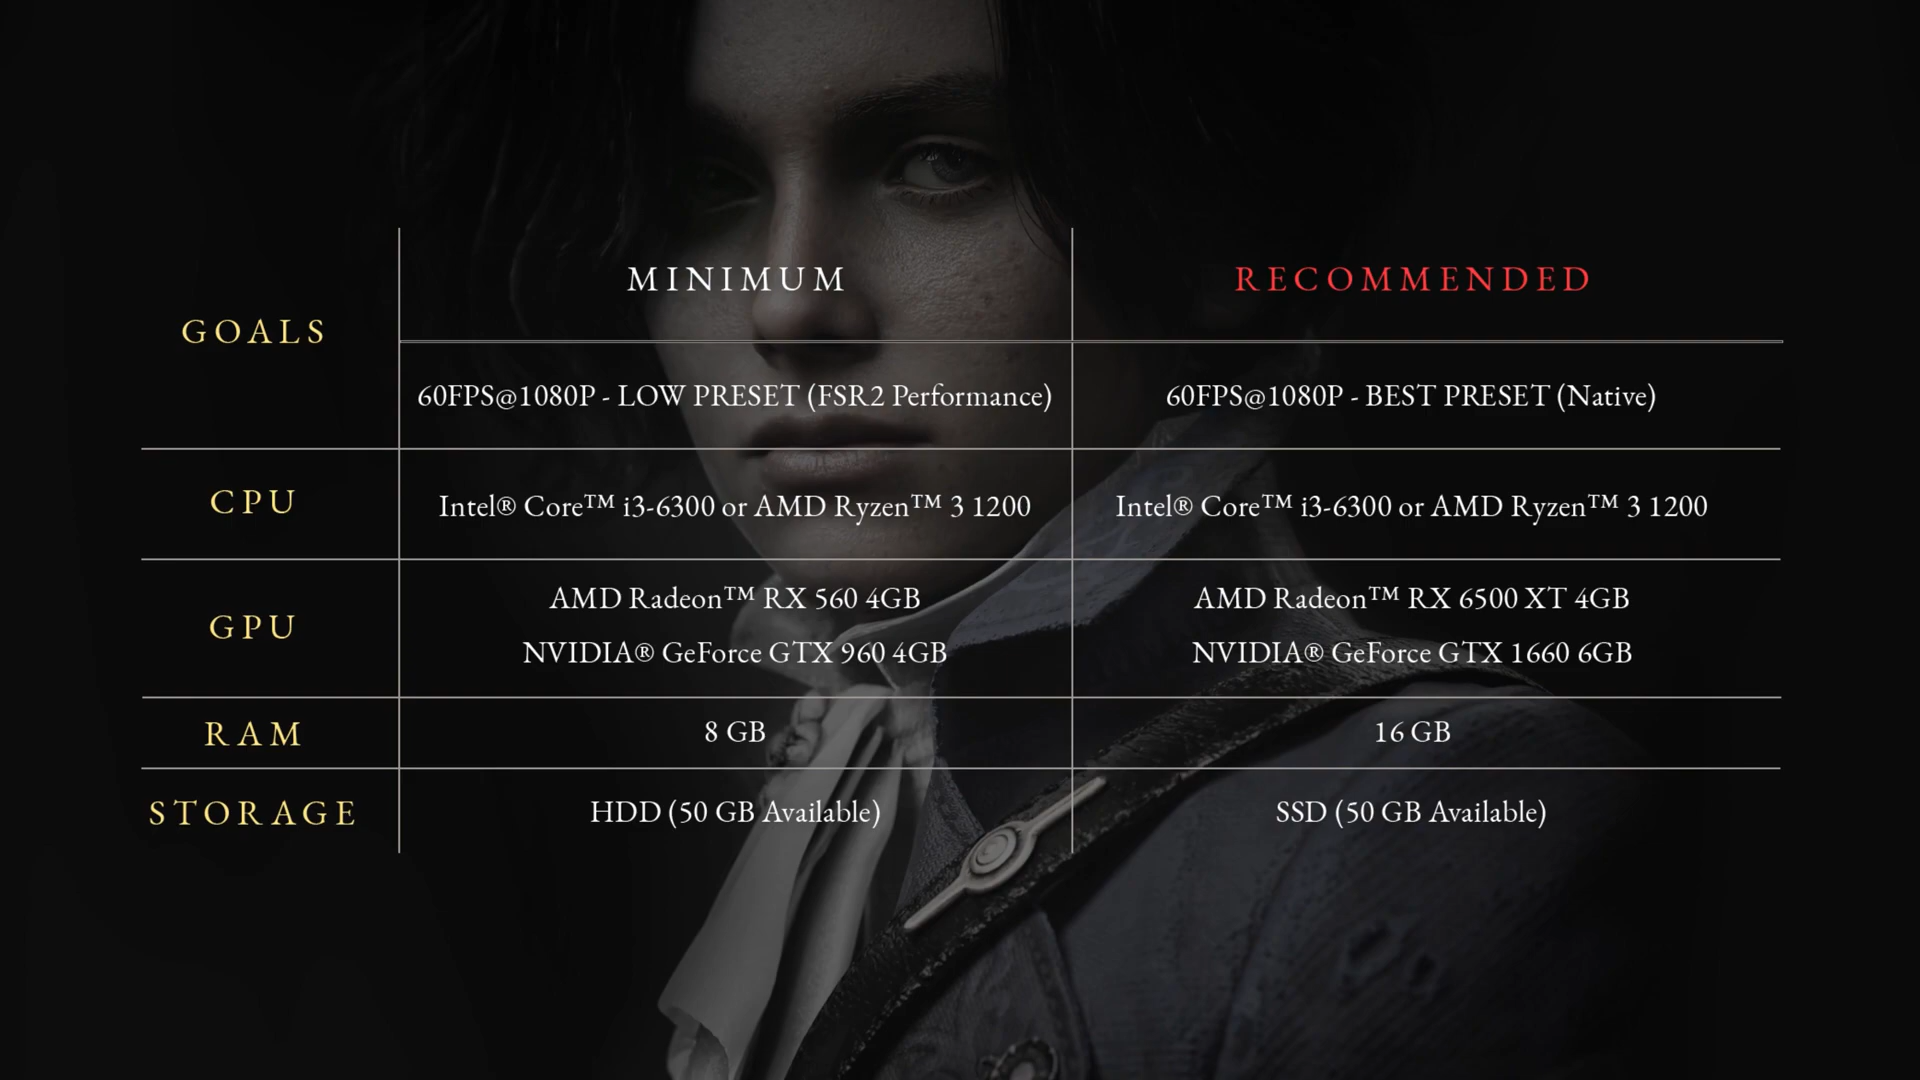 MINIMUM
RECOMMENDED
GOALS
60FPS@1080P - LOW PRESET (FSR2 Performance)
60FPS@1080P - BEST PRESET (Native)
CPU
Intel® Core™ i3-6300 or AMD Ryzen™ 3 1200
Intel® Core™ i3-6300 or AMD Ryzen™ 3 1200
GPU
AMD Radeon™ RX 560 4GB
NVIDIA® GeForce GTX 960 4GB
AMD Radeon™ RX 6500 XT 4GB
NVIDIA® GeForce GTX 1660 6GB
RAM
8 GB
16 GB
STORAGE
HDD (50 GB Available)
SSD (50 GB Available)